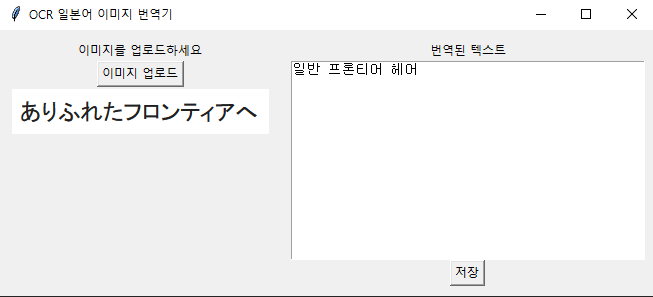 OCR 일본어 이미지 번역기
이미지를 업로드하세요
이미지 업로드
ありふれたフロンティアへ
번역된 텍스트
일반 프론티어 헤어
저장